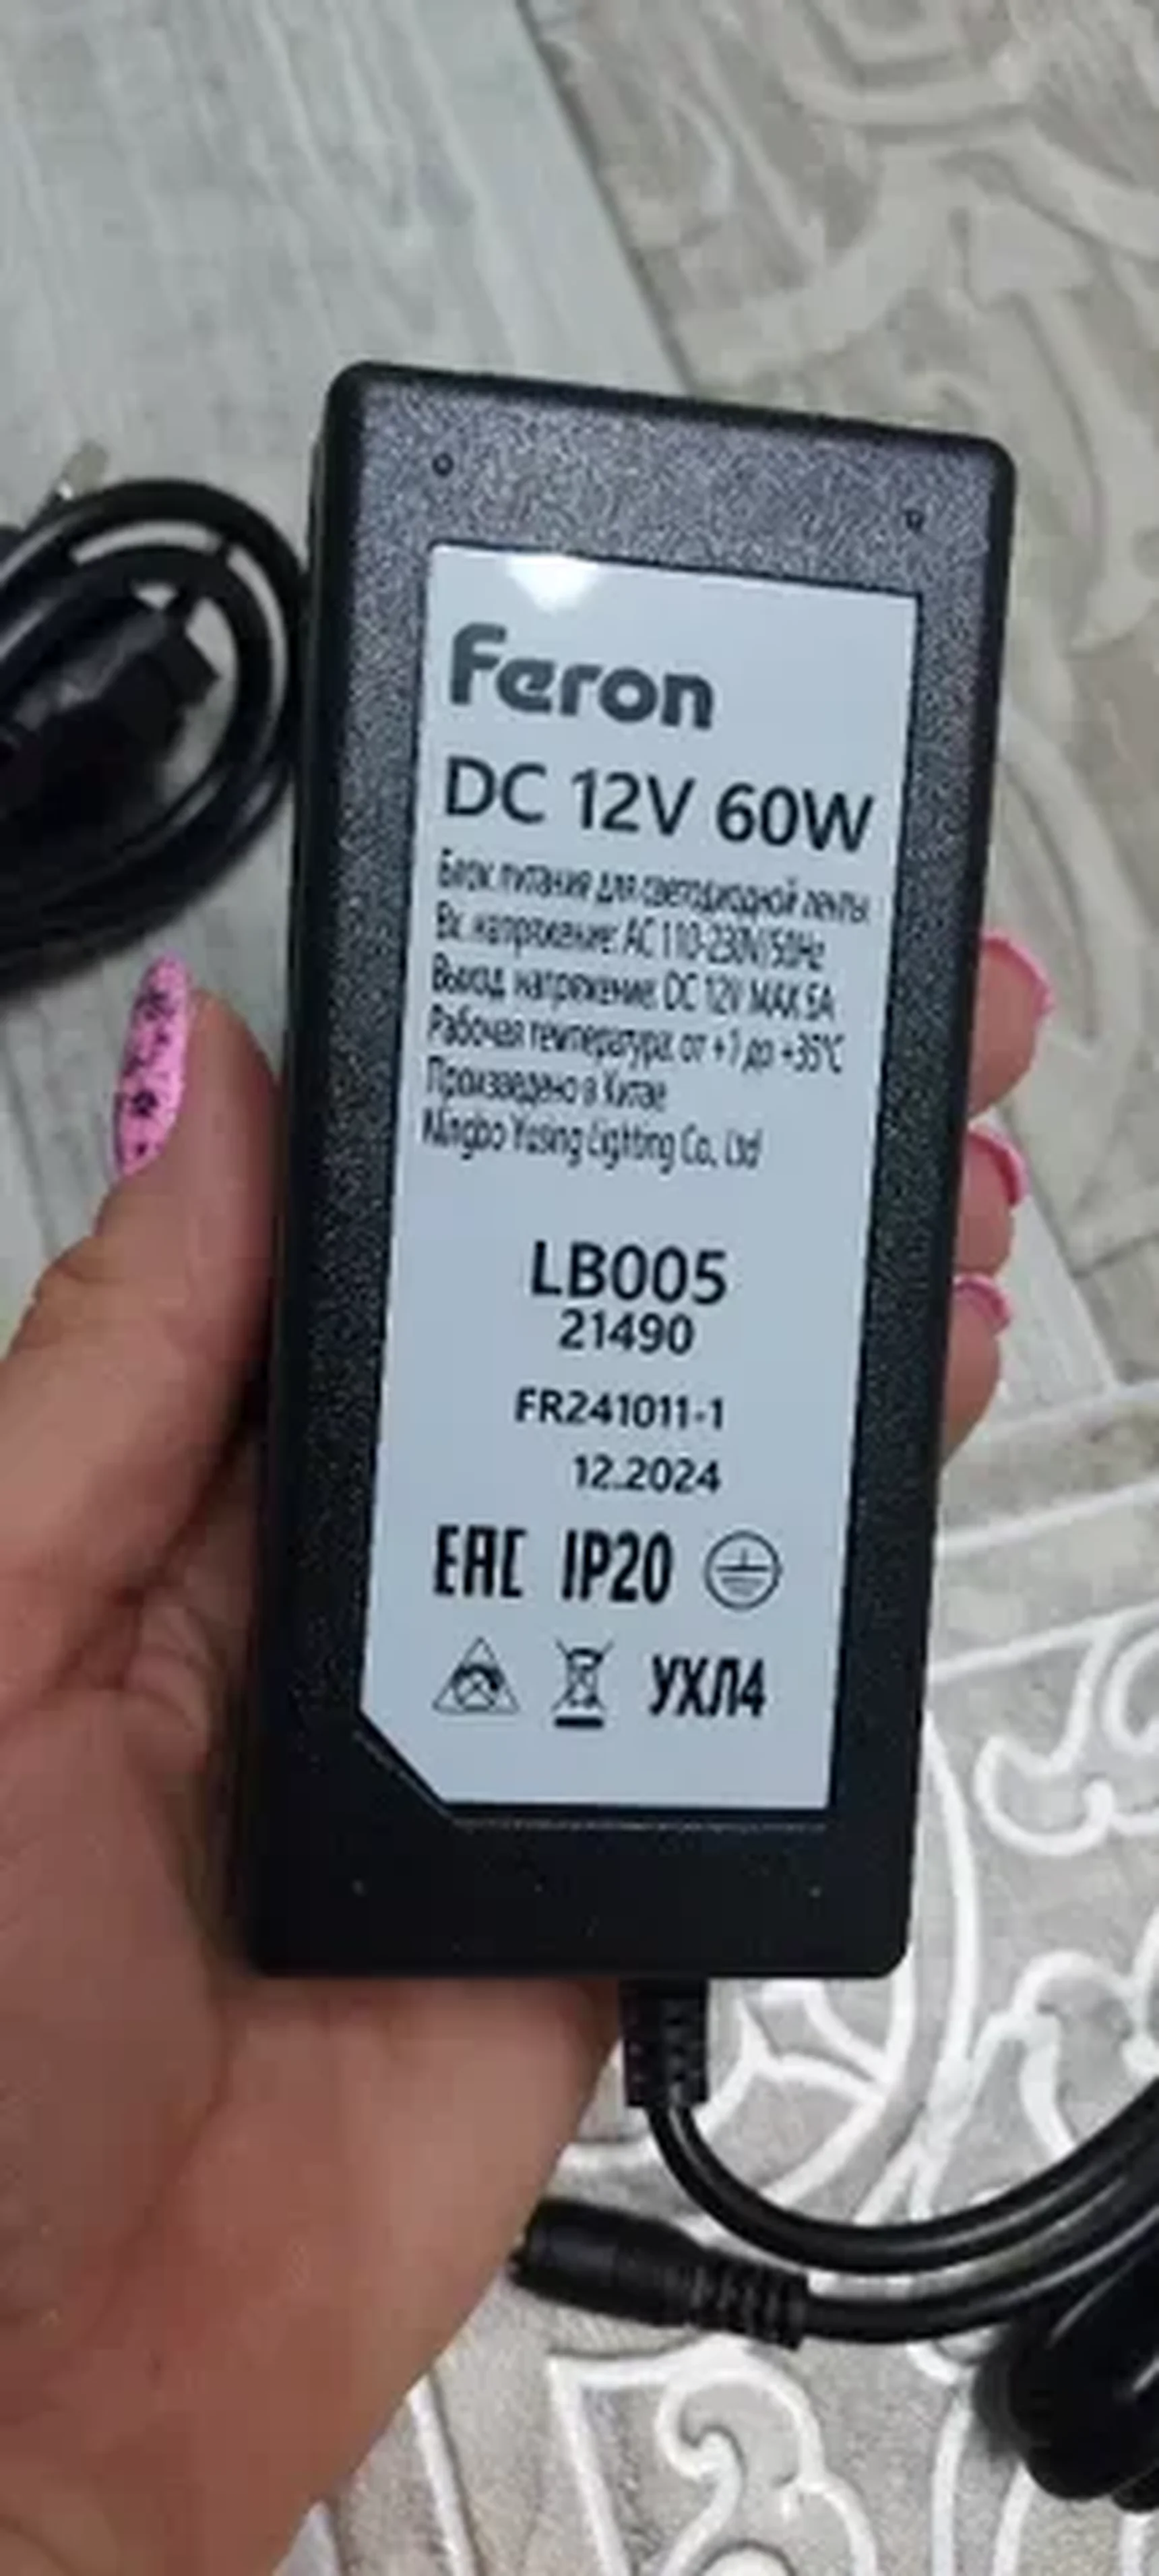 Feron
DC 12V 60W
Блок питания для светодиодной ленты
Вх. напряжение: AC 110-230V/50Hz
Выход. напряжение: DC 12V MAX 5A
Рабочая температура: от +1 до +35°C
Произведено в Китае
Ningbo Yusing Lighting Co., Ltd
LB005
21490
FR241011-1
12.2024
EAC IP20
УХЛ4